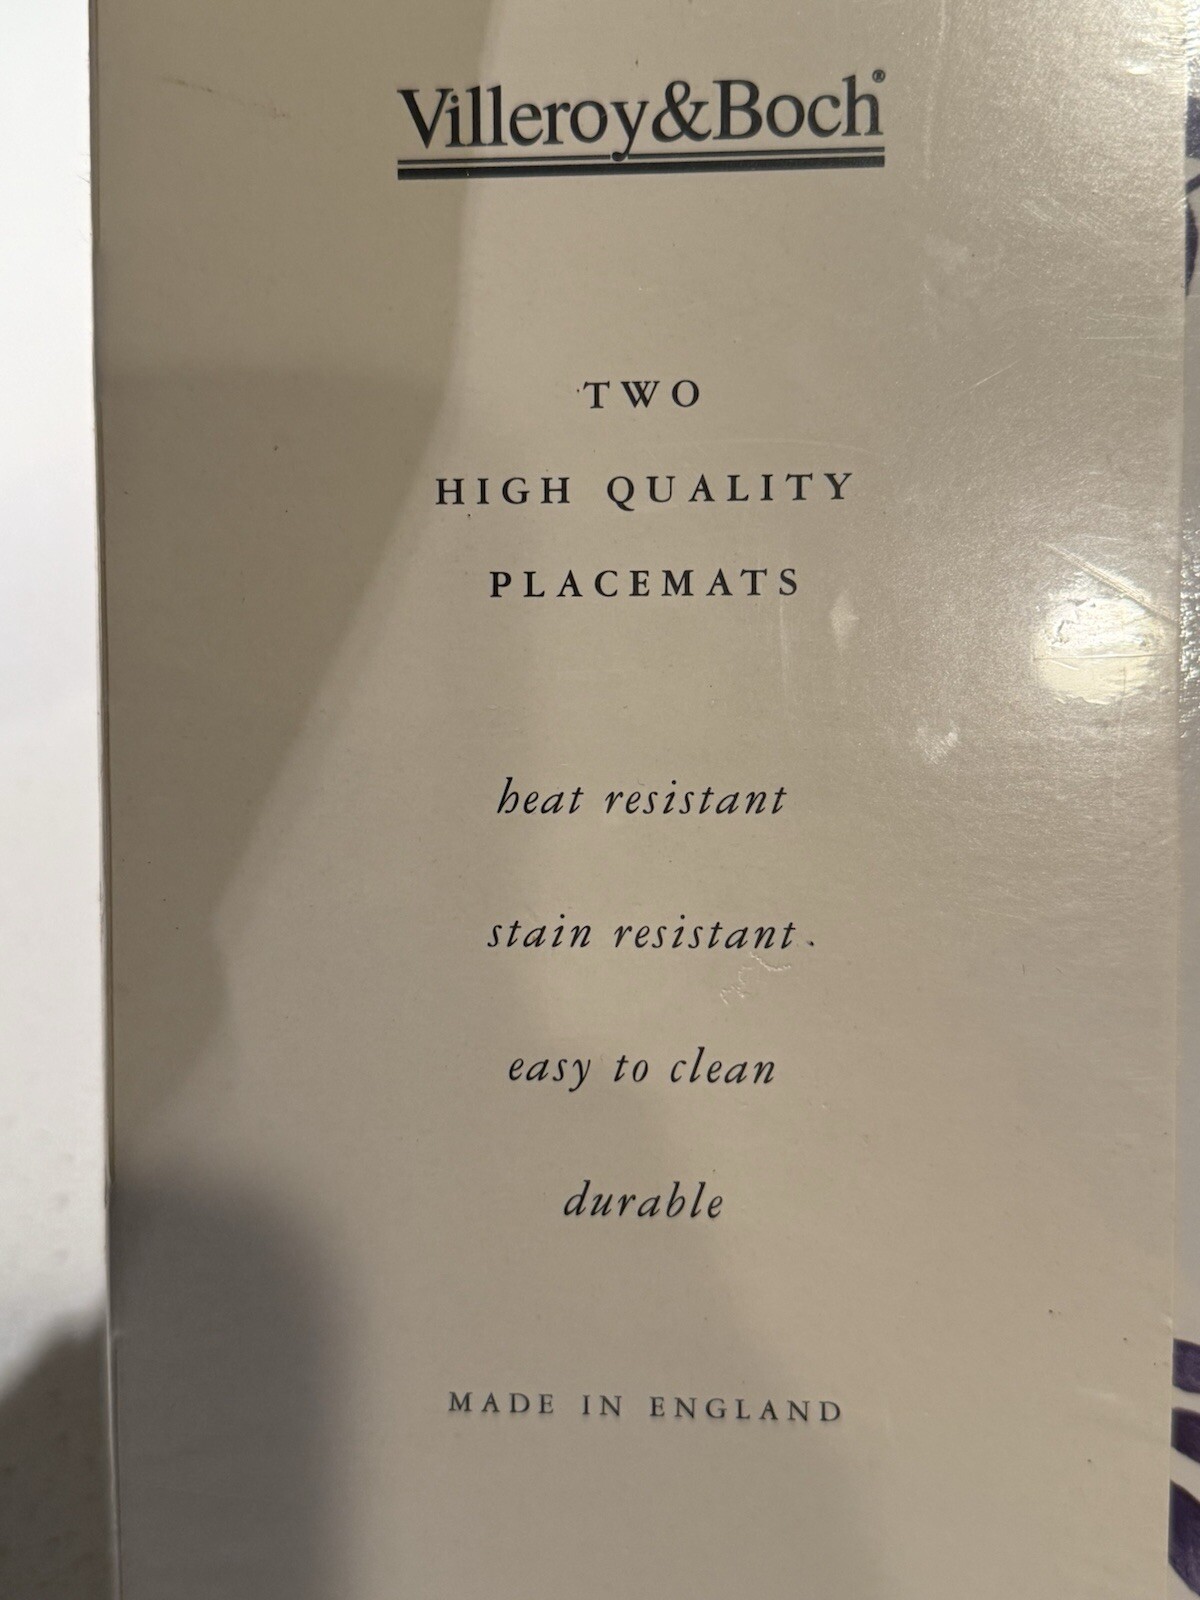 Villeroy&Boch®
TWO
HIGH QUALITY
PLACEMATS
heat resistant
stain resistant
easy to clean
durable
MADE IN ENGLAND